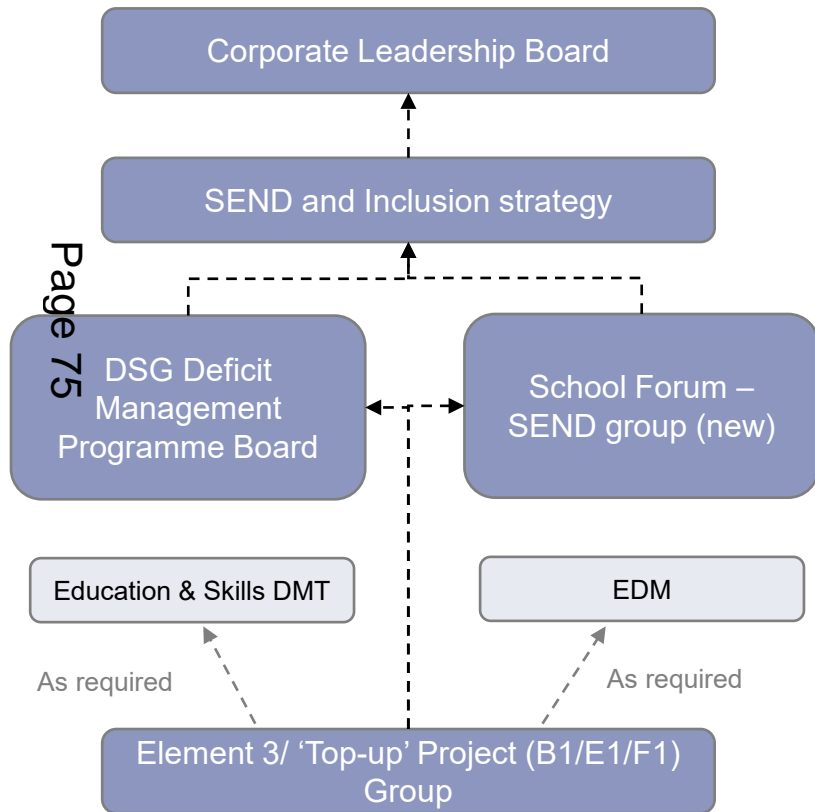 Corporate Leadership Board
SEND and Inclusion strategy
Page 75
DSG Deficit
Management
Programme Board
School Forum –
SEND group (new)
Education & Skills DMT
EDM
As required
As required
Element 3/ ‘Top-up’ Project (B1/E1/F1)
Group